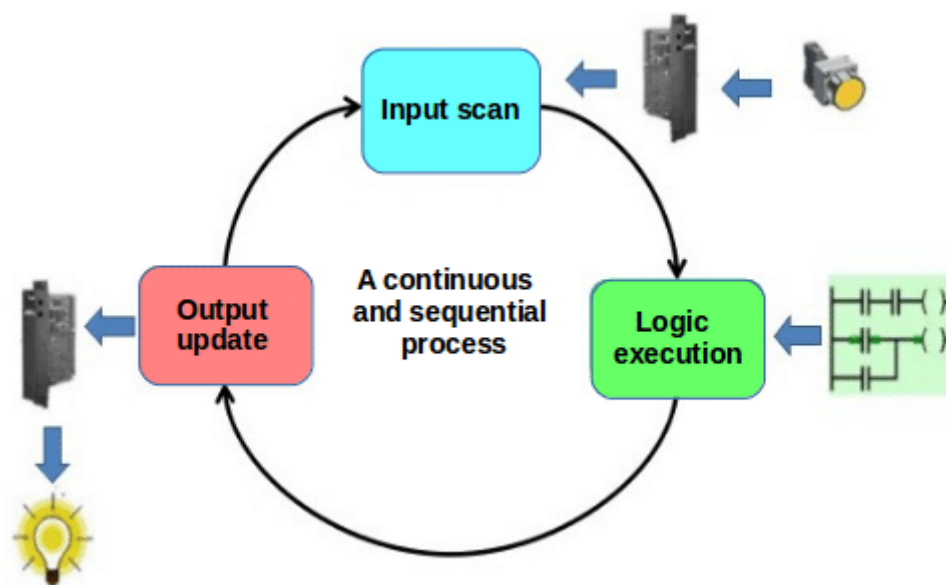 Input scan
A continuous
and sequential
process
Logic
execution
Output
update